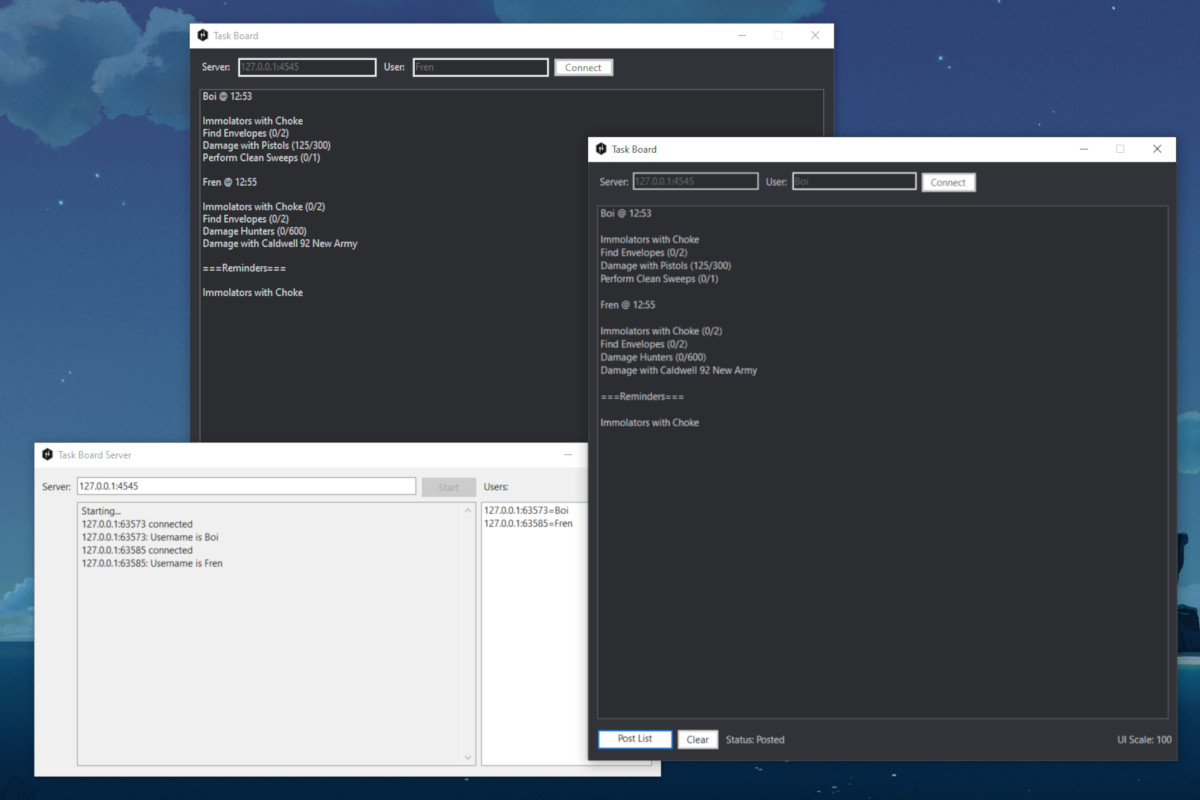 Task Board
Server: 127.0.0.1:4545 User: Fren Connect
Boi @ 12:53
Immolators with Choke
Find Envelopes (0/2)
Damage with Pistols (125/300)
Perform Clean Sweeps (0/1)
Fren @ 12:55
Immolators with Choke (0/2)
Find Envelopes (0/2)
Damage Hunters (0/600)
Damage with Caldwell 92 New Army
===Reminders===
Immolators with Choke
Task Board
Server: 127.0.0.1:4545 User: Boi Connect
Boi @ 12:53
Immolators with Choke
Find Envelopes (0/2)
Damage with Pistols (125/300)
Perform Clean Sweeps (0/1)
Fren @ 12:55
Immolators with Choke (0/2)
Find Envelopes (0/2)
Damage Hunters (0/600)
Damage with Caldwell 92 New Army
===Reminders===
Immolators with Choke
Post List Clear Status: Posted UI Scale: 100
Task Board Server
Server: 127.0.0.1:4545 Start Users:
Starting...
127.0.0.1:63573 connected
127.0.0.1:63573: Username is Boi
127.0.0.1:63585 connected
127.0.0.1:63585: Username is Fren
127.0.0.1:63573=Boi
127.0.0.1:63585=Fren